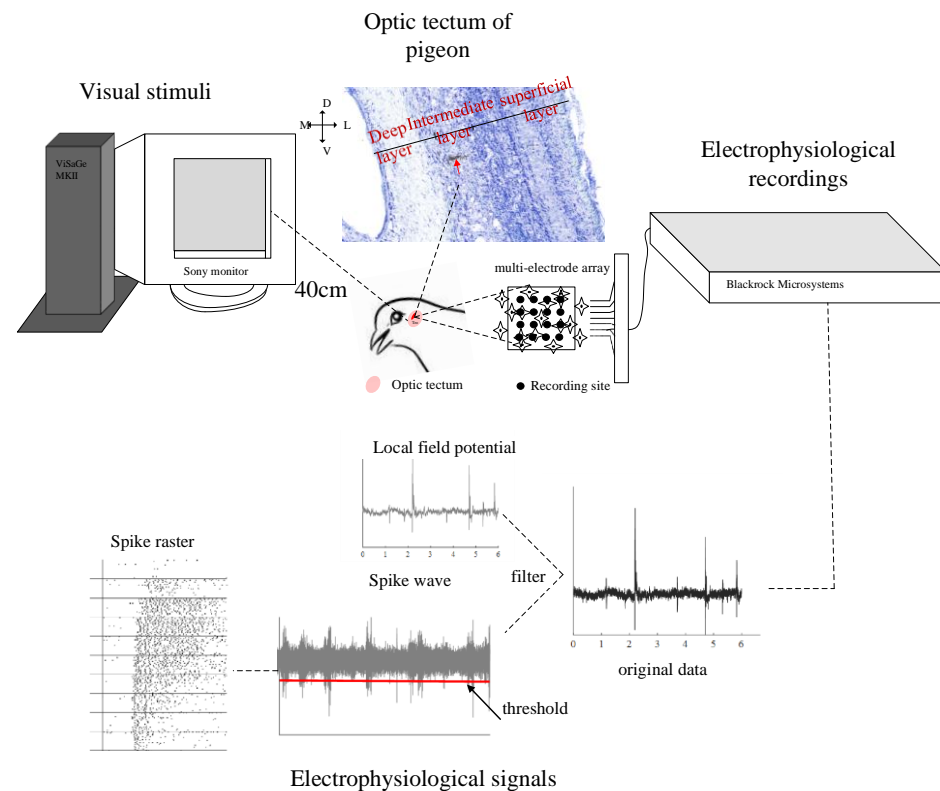 Optic tectum of
pigeon
Visual stimuli
ViSaGe
MKII
Sony monitor
D
M
L
V
Deep
layer
Intermediate
layer
superficial
layer
Electrophysiological
recordings
Blackrock Microsystems
40cm
multi-electrode array
Optic tectum
Recording site
Local field potential
0 1 2 3 4 5 6
Spike raster
Spike wave
filter
0 1 2 3 4 5 6
original data
threshold
Electrophysiological signals